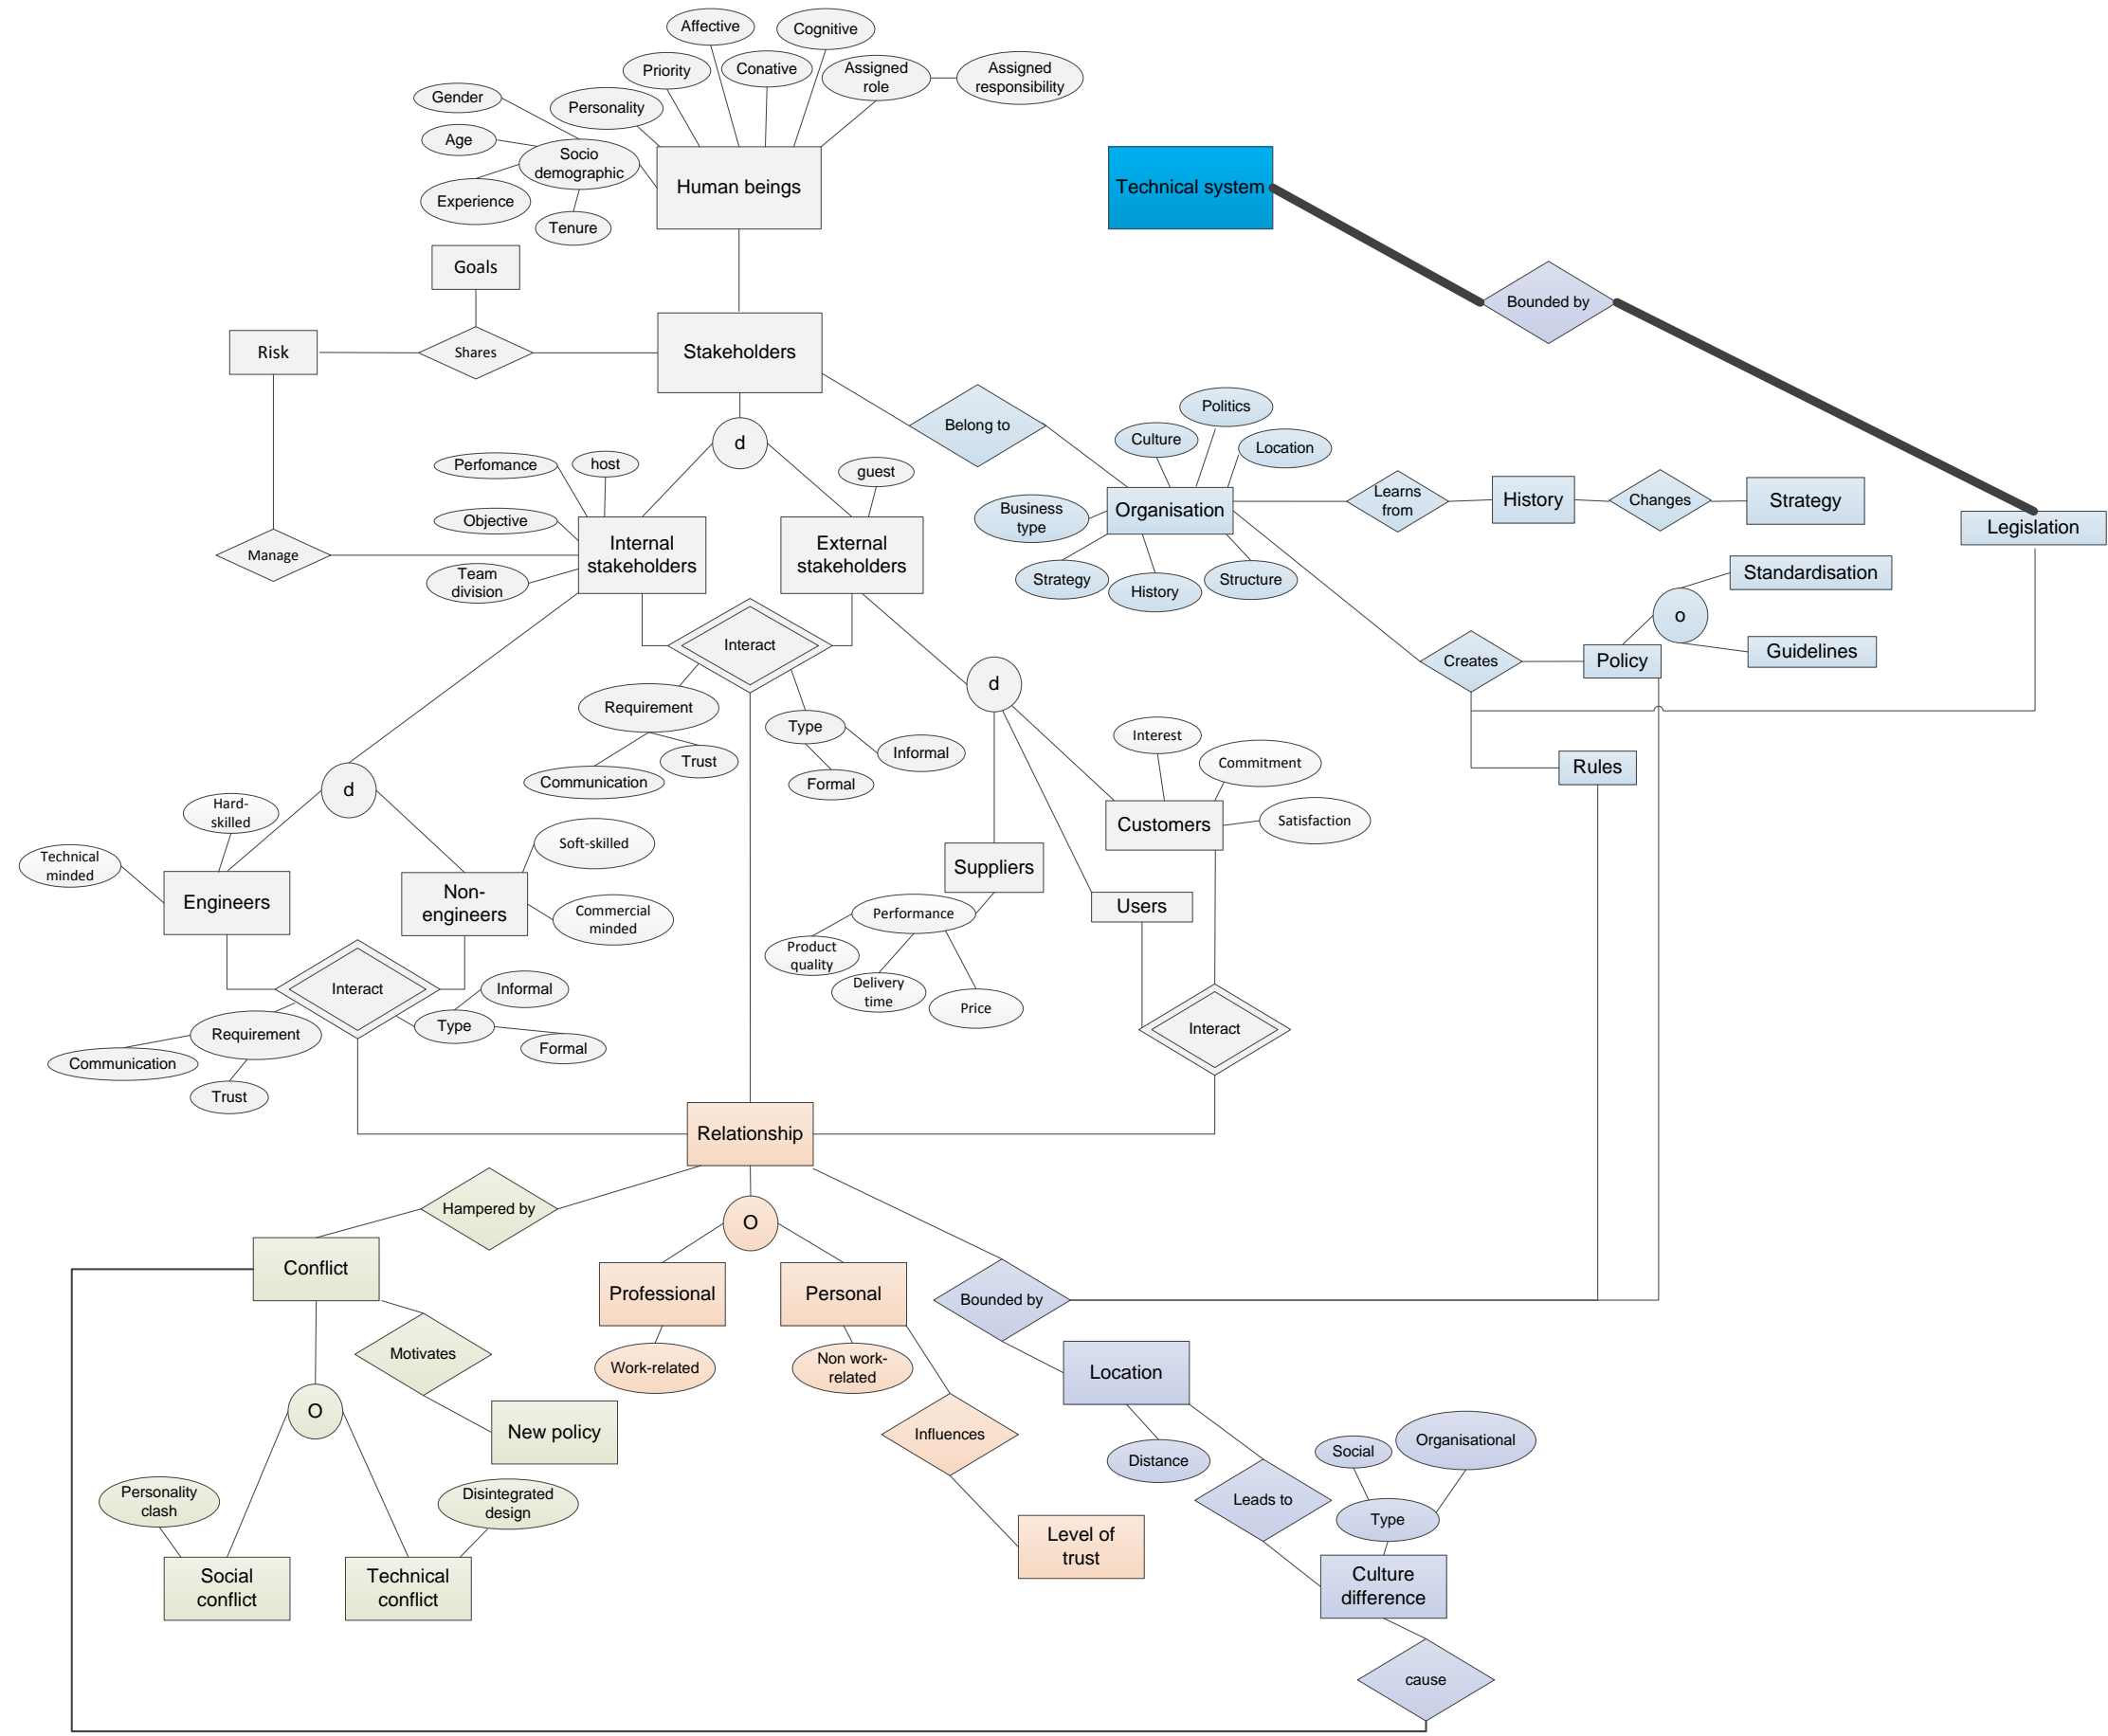 Affective
Cognitive
Priority
Conative
Assigned
role
Assigned
responsibility
Gender
Personality
Age
Socio
demographic
Human beings
Technical system
Experience
Tenure
Goals
Bounded by
Risk
Shares
Stakeholders
Belong to
Politics
Culture
Location
d
Perfomance
host
guest
Business
type
Organisation
Learns
from
History
Changes
Strategy
Legislation
Objective
Internal
stakeholders
External
stakeholders
Manage
Team
division
Strategy
History
Structure
Standardisation
o
Guidelines
Interact
Creates
Policy
d
Requirement
Type
Informal
Trust
Communication
Formal
Interest
Commitment
Rules
d
Hard-
skilled
Customers
Satisfaction
Technical
minded
Soft-skilled
Suppliers
Engineers
Non-
engineers
Commercial
minded
Performance
Users
Product
quality
Delivery
time
Price
Interact
Informal
Type
Formal
Interact
Requirement
Communication
Trust
Relationship
Hampered by
O
Conflict
Professional
Personal
Bounded by
Motivates
Work-related
Non work-
related
Location
O
New policy
Influences
Distance
Social
Organisational
Personality
clash
Disintegrated
design
Leads to
Type
Social
conflict
Technical
conflict
Level of
trust
Culture
difference
cause